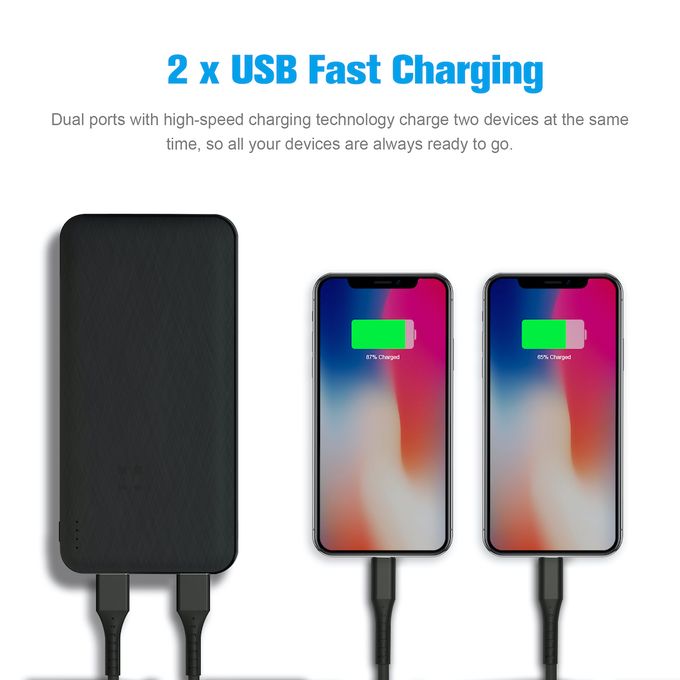 2 x USB Fast Charging
Dual ports with high-speed charging technology charge two devices at the same
time, so all your devices are always ready to go.
87% Charged
65% Charged